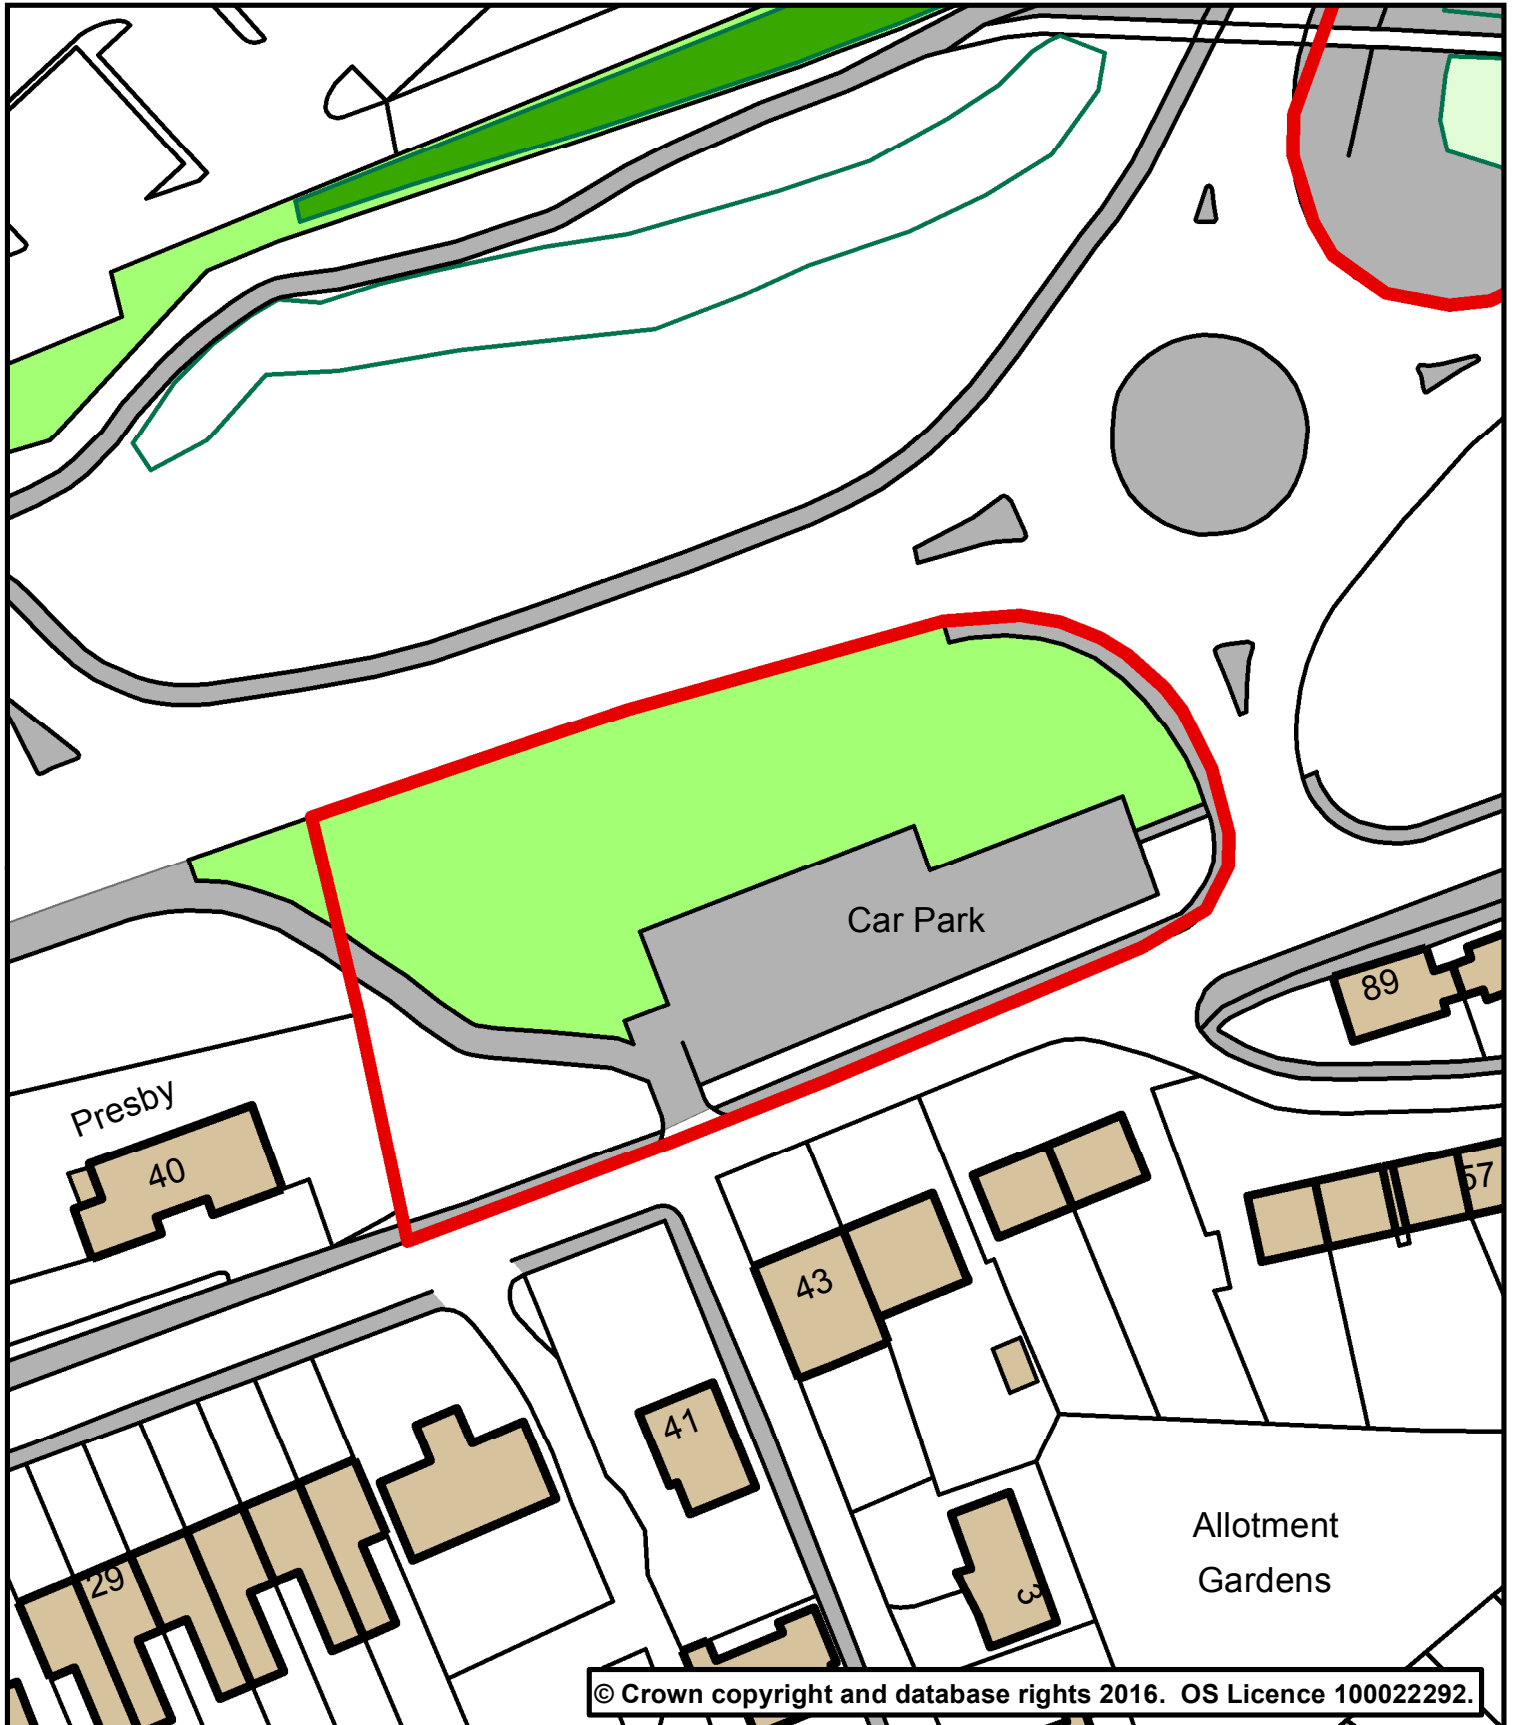 Car Park
89
Presby
40
57
43
41
Allotment
Gardens
29
3
© Crown copyright and database rights 2016. OS Licence 100022292.